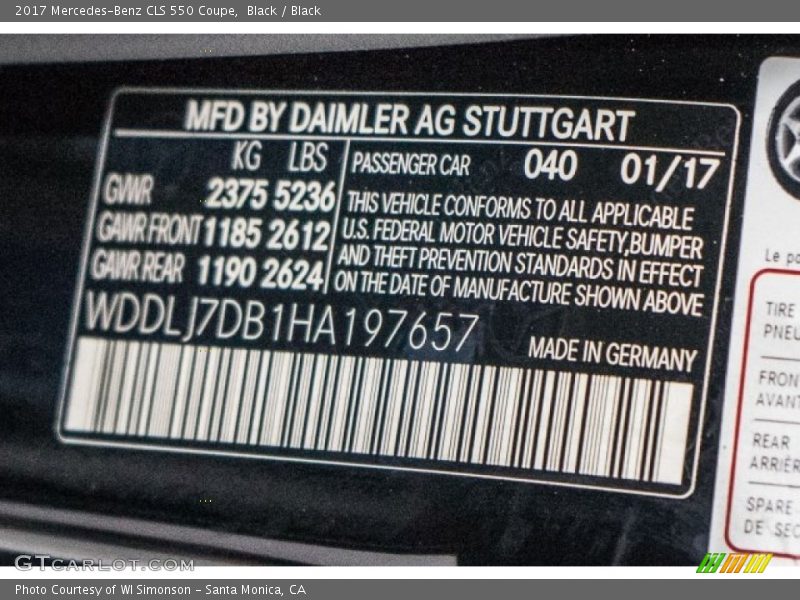 2017 Mercedes-Benz CLS 550 Coupe, Black / Black
MFD BY DAIMLER AG STUTTGART
KG LBS
GVWR 2375 5236
GAWR FRONT 1185 2612
GAWR REAR 1190 2624
PASSENGER CAR 040 01/17
THIS VEHICLE CONFORMS TO ALL APPLICABLE
U.S. FEDERAL MOTOR VEHICLE SAFETY,BUMPER
AND THEFT PREVENTION STANDARDS IN EFFECT
ON THE DATE OF MANUFACTURE SHOWN ABOVE
WDDLJ7DB1HA197657
MADE IN GERMANY
Le po
TIRE
PNEU
FRON
AVANT
REAR
ARRIÈR
SPARE
DE SEC
GTcarlot.com
Photo Courtesy of WI Simonson - Santa Monica, CA